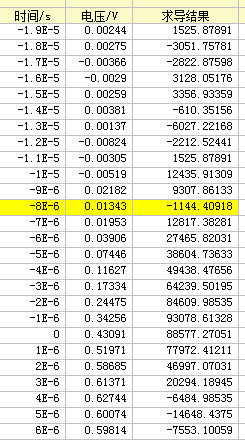 时间/s 电压/V 求导结果
-1.9E-5 0.00244 1525.87891
-1.8E-5 0.00275 -3051.75781
-1.7E-5 -0.00366 -2822.87598
-1.6E-5 -0.0029 3128.05176
-1.5E-5 0.00259 3356.93359
-1.4E-5 0.00381 -610.35156
-1.3E-5 0.00137 -6027.22168
-1.2E-5 -0.00824 -2212.52441
-1.1E-5 -0.00305 1525.87891
-1E-5 -0.00519 12435.91309
-9E-6 0.02182 9307.86133
-8E-6 0.01343 -1144.40918
-7E-6 0.01953 12817.38281
-6E-6 0.03906 27465.82031
-5E-6 0.07446 38604.73633
-4E-6 0.11627 49438.47656
-3E-6 0.17334 64239.50195
-2E-6 0.24475 84609.98535
-1E-6 0.34256 93078.61328
0 0.43091 88577.27051
1E-6 0.51971 77972.41211
2E-6 0.58685 46997.07031
3E-6 0.61371 20294.18945
4E-6 0.62744 -6484.98535
5E-6 0.60074 -14648.4375
6E-6 0.59814 -7553.10059